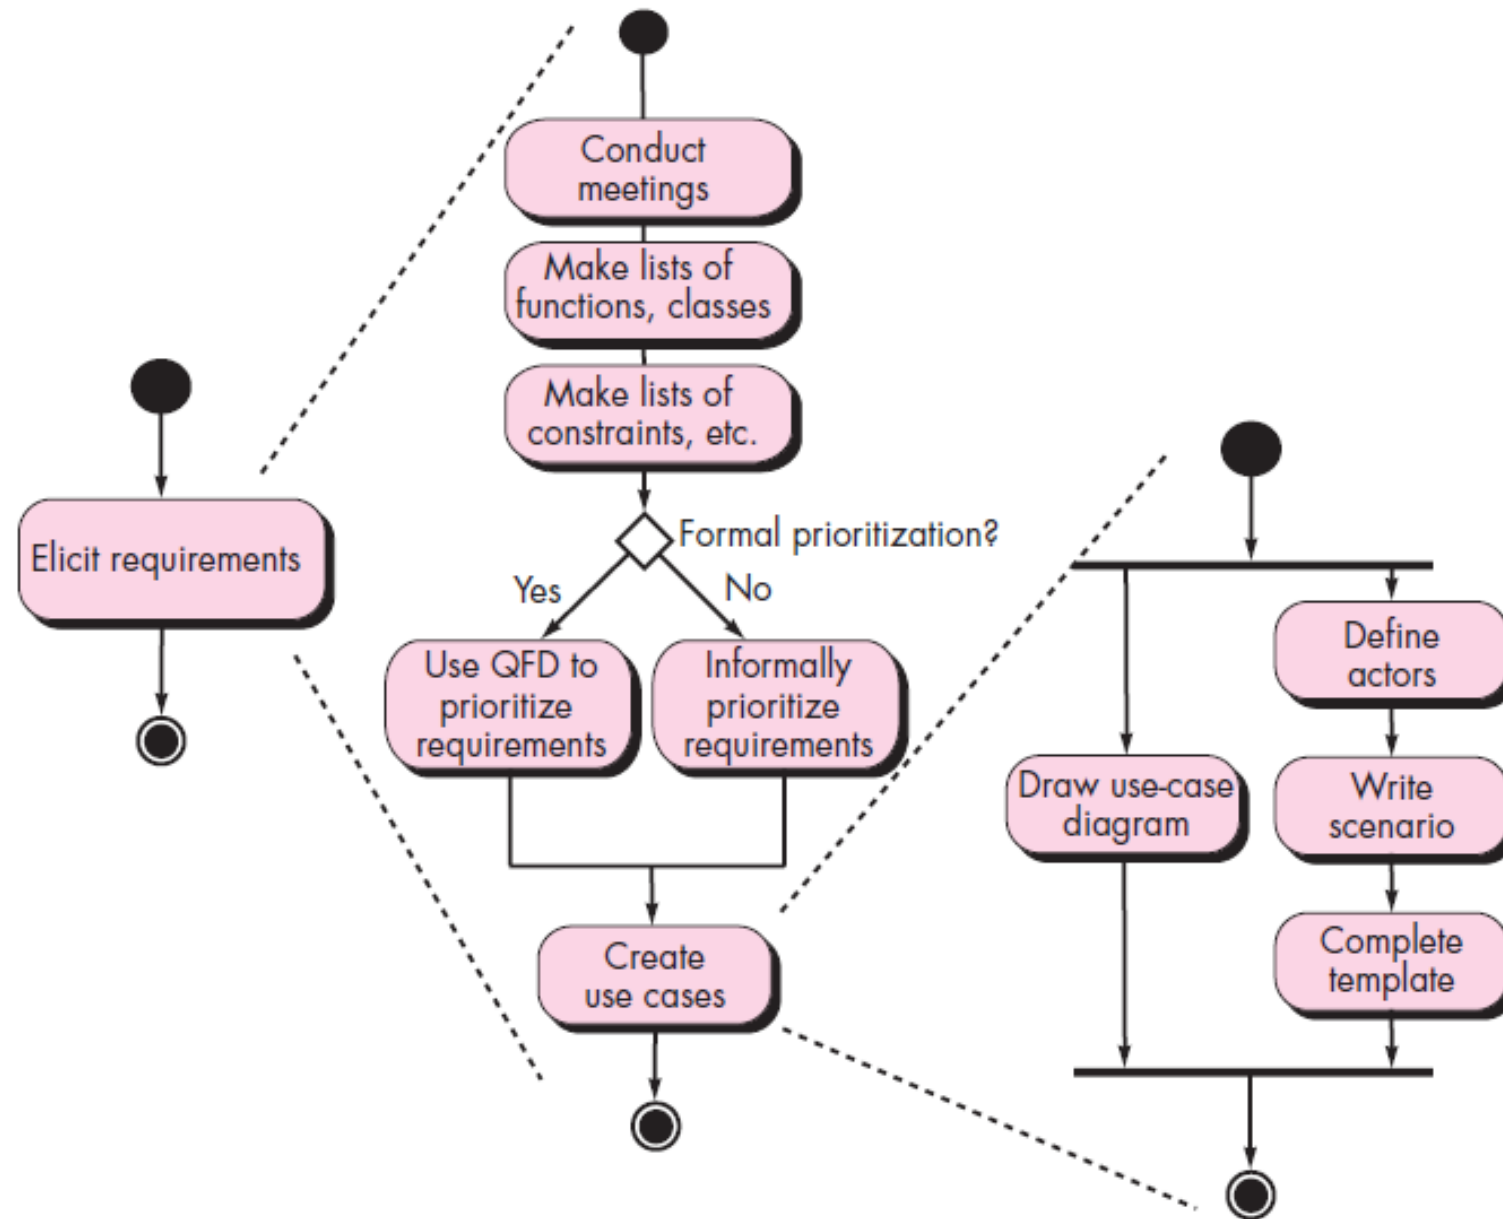 Elicit requirements
Conduct
meetings
Make lists of
functions, classes
Make lists of
constraints, etc.
Formal prioritization?
Yes
No
Use QFD to
prioritize
requirements
Informally
prioritize
requirements
Create
use cases
Draw use-case
diagram
Define
actors
Write
scenario
Complete
template